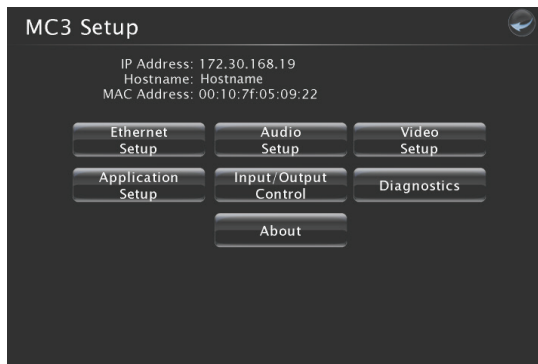 MC3 Setup
IP Address: 172.30.168.19
Hostname: Hostname
MAC Address: 00:10:7f:05:09:22
Ethernet
Setup
Audio
Setup
Video
Setup
Application
Setup
Input/Output
Control
Diagnostics
About